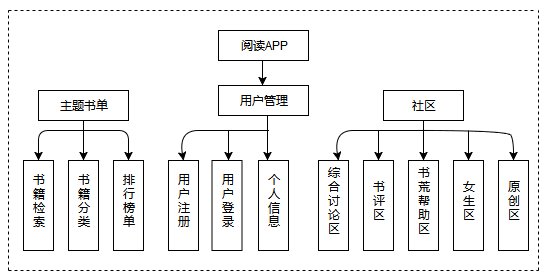 阅读APP
用户管理
主题书单
社区
书籍检索
书籍分类
排行榜单
用户注册
用户登录
个人信息
综合讨论区
书评区
书荒帮助区
女生区
原创区